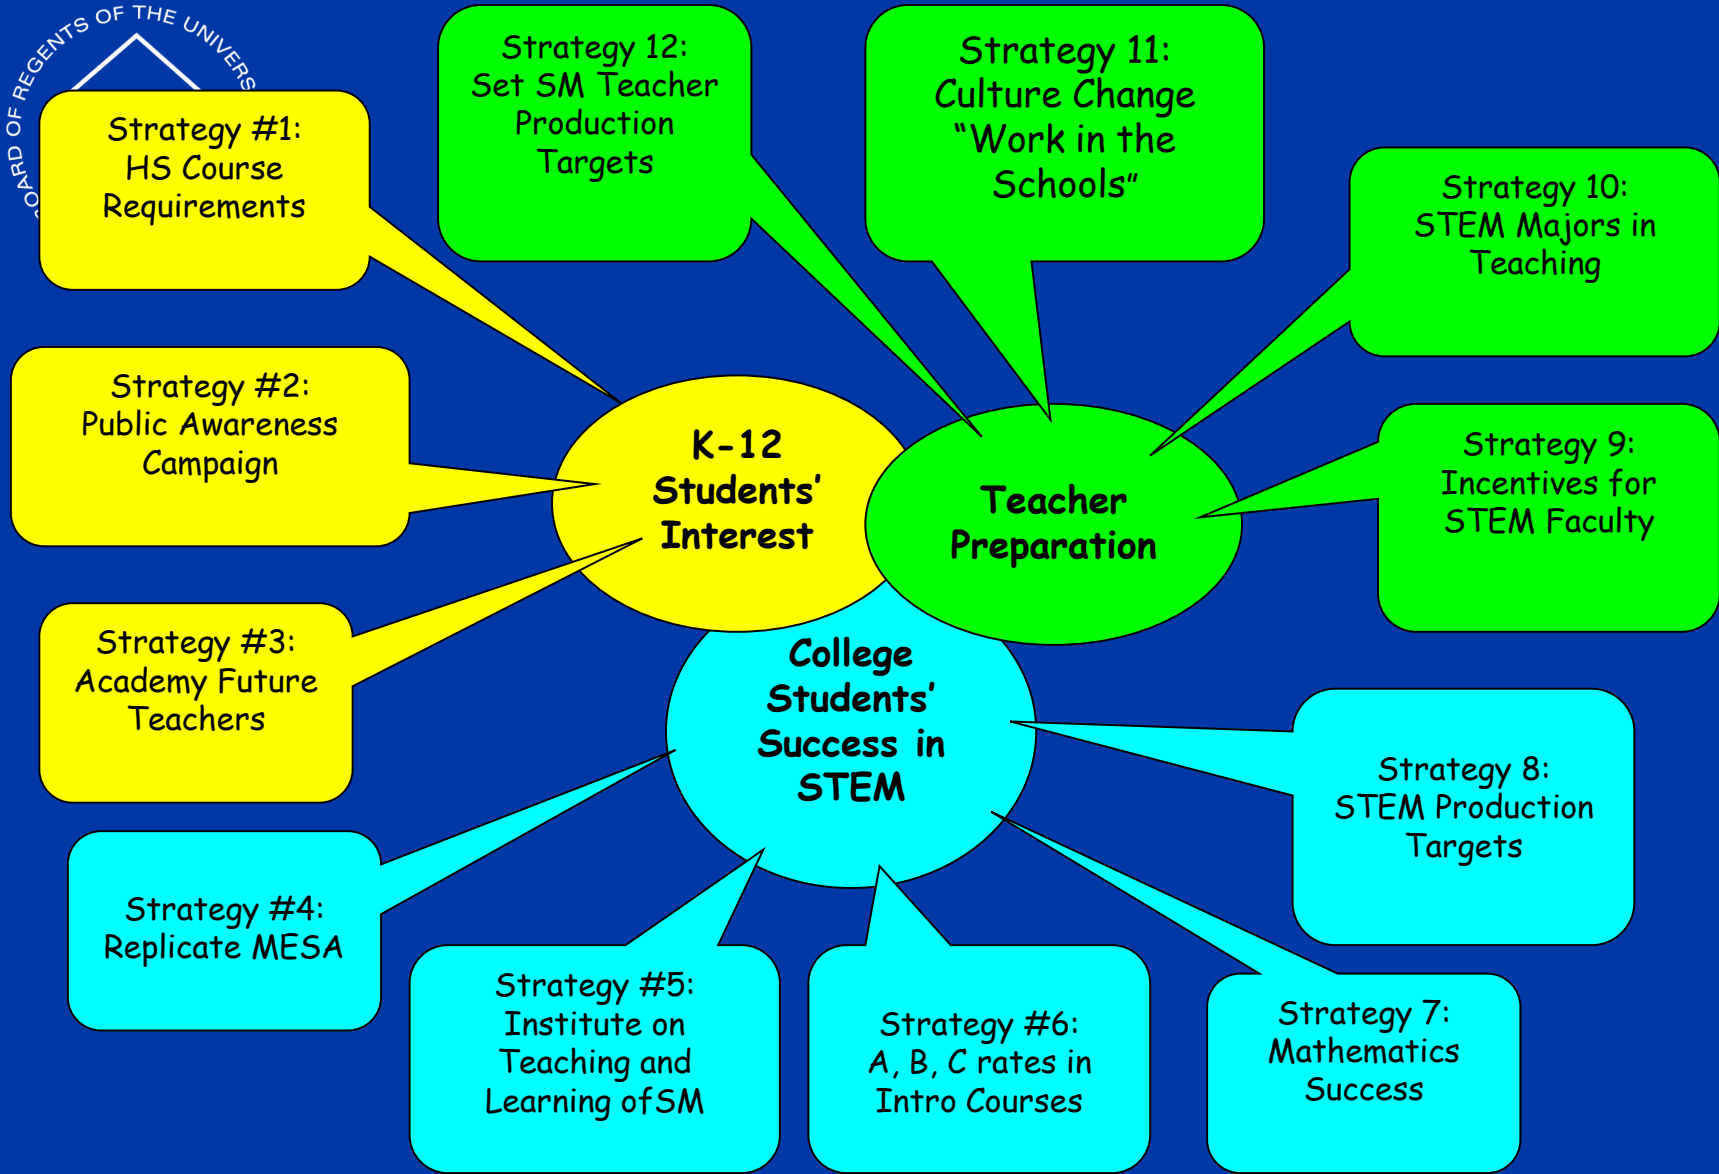 BOARD OF REGENTS OF THE UNIVERS
Strategy #1:
HS Course
Requirements
Strategy 12:
Set SM Teacher
Production
Targets
Strategy 11:
Culture Change
“Work in the
Schools”
Strategy 10:
STEM Majors in
Teaching
Strategy #2:
Public Awareness
Campaign
K-12
Students’
Interest
Teacher
Preparation
Strategy 9:
Incentives for
STEM Faculty
Strategy #3:
Academy Future
Teachers
College
Students’
Success in
STEM
Strategy 8:
STEM Production
Targets
Strategy #4:
Replicate MESA
Strategy #5:
Institute on
Teaching and
Learning ofSM
Strategy #6:
A, B, C rates in
Intro Courses
Strategy 7:
Mathematics
Success